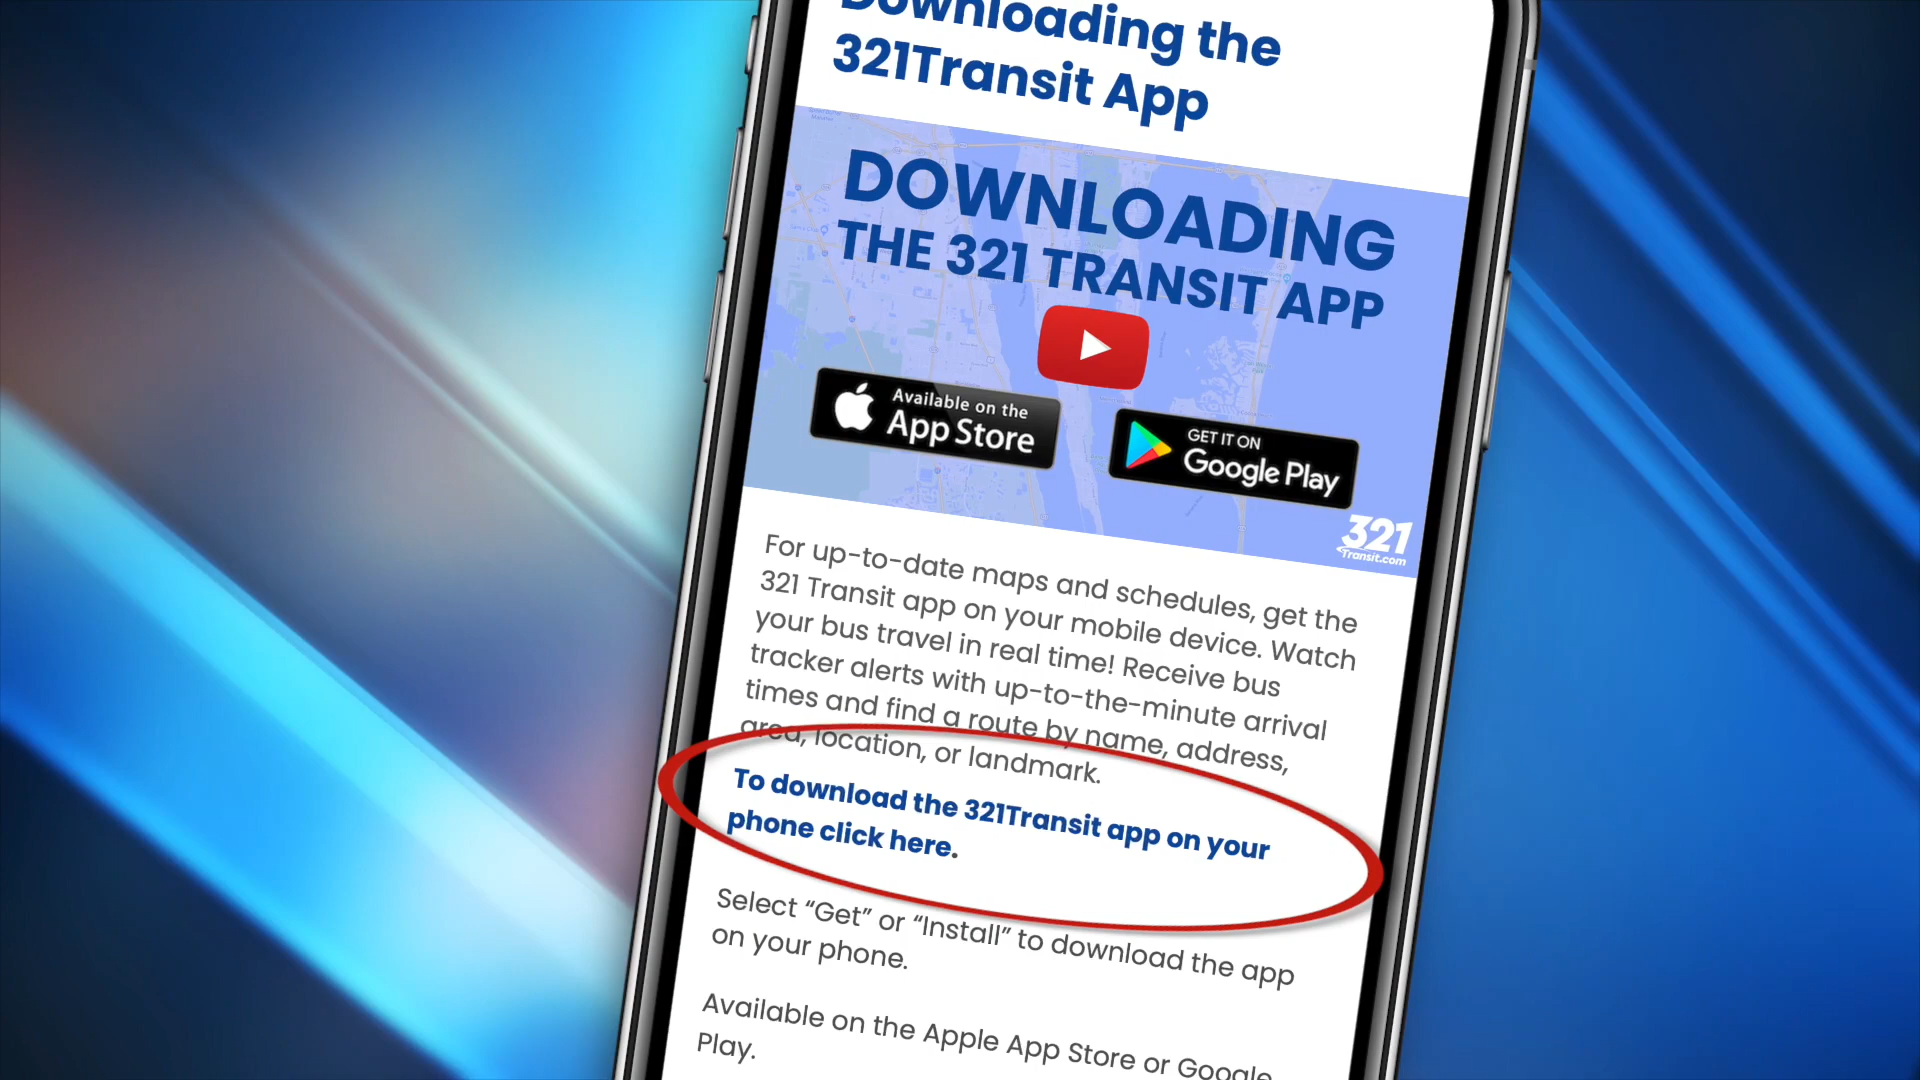 Downloading the
321Transit App
DOWNLOADING
THE 321 TRANSIT APP
Available on the
App Store
GET IT ON
Google Play
321
Transit.com
For up-to-date maps and schedules, get the
321 Transit app on your mobile device. Watch
your bus travel in real time! Receive bus
tracker alerts with up-to-the-minute arrival
times and find a route by name, address,
area, location, or landmark.
To download the 321Transit app on your
phone click here.
Select “Get” or “Install” to download the app
on your phone.
Available on the Apple App Store or Google
Play.